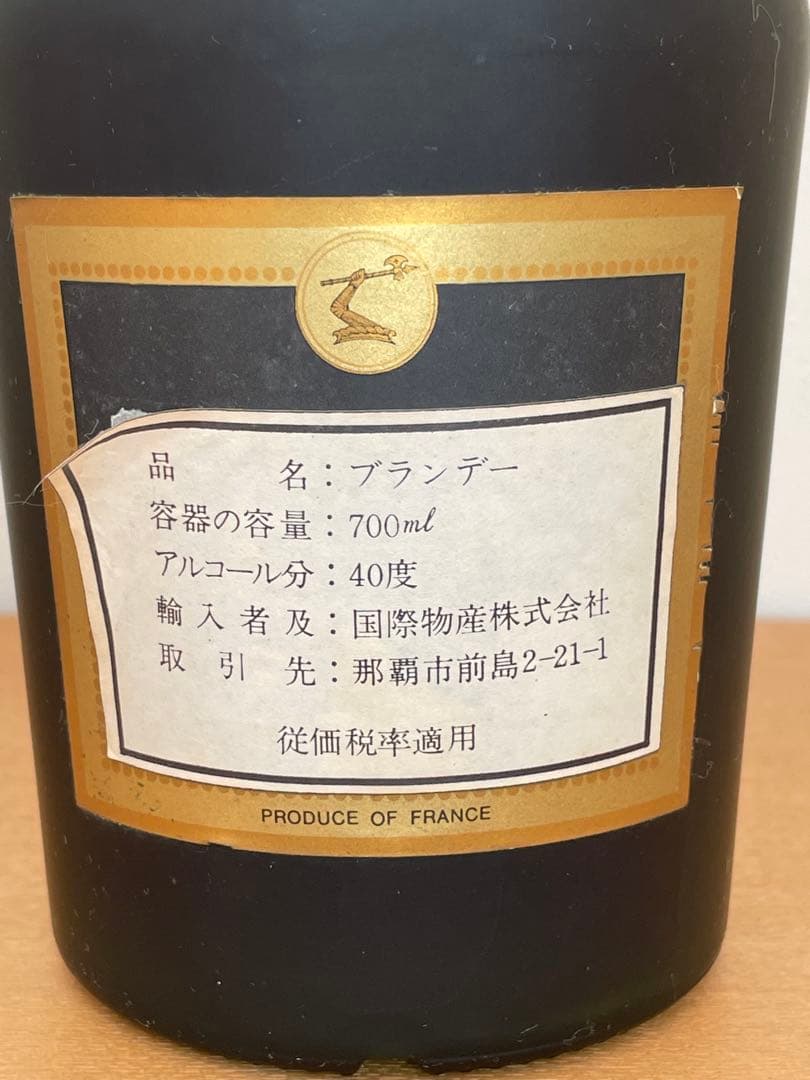 品名：ブランデー
容器の容量：700ml
アルコール分：40度
輸入者及：国際物産株式会社
取引先：那覇市前島2-21-1
従価税率適用
PRODUCE OF FRANCE